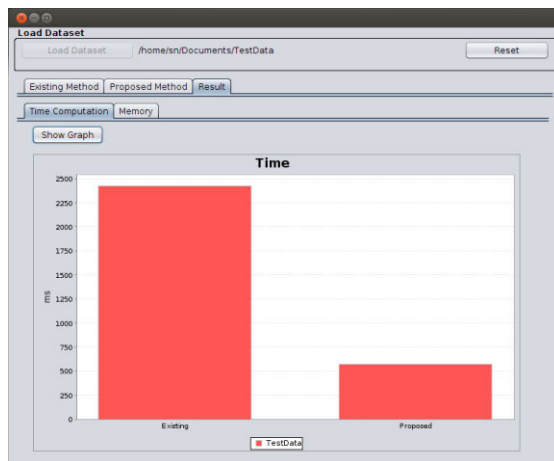 Load Dataset
Load Dataset /home/sn/Documents/TestData Reset
Existing Method Proposed Method Result
Time Computation Memory
Show Graph
Time
2500
2250
2000
1750
1500
1250
1000
750
500
250
0
ms
Existing Proposed
TestData